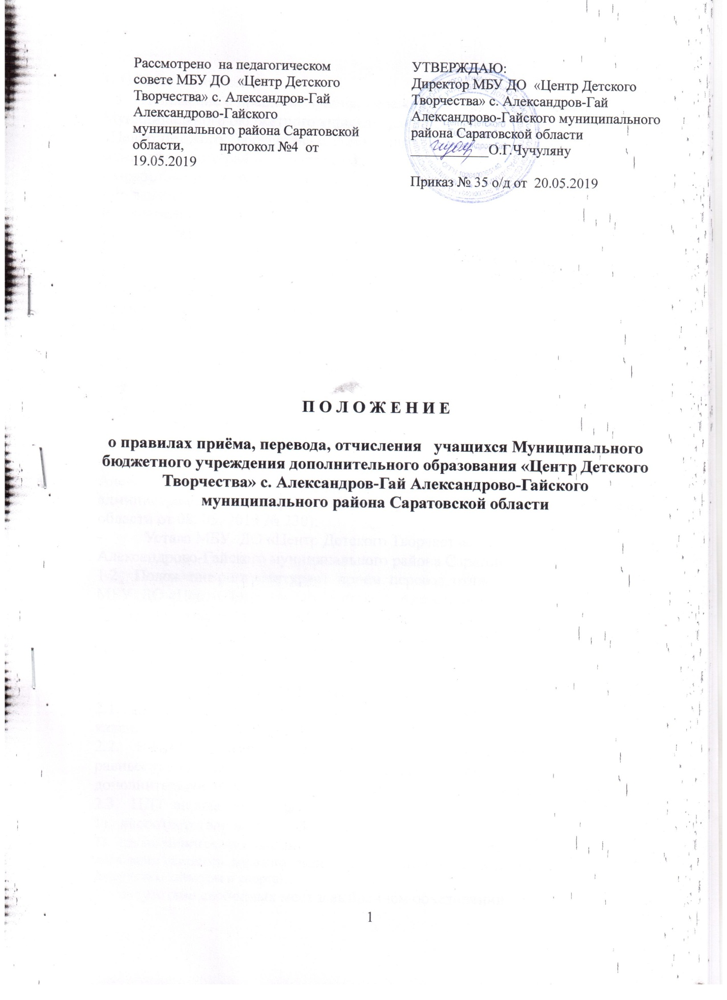 Рассмотрено на педагогическом
совете МБУ ДО «Центр Детского
Творчества» с. Александров-Гай
Александрово-Гайского
муниципального района Саратовской
области, протокол №4 от
19.05.2019
УТВЕРЖДАЮ:
Директор МБУ ДО «Центр Детского
Творчества» с. Александров-Гай
Александрово-Гайского муниципального
района Саратовской области
___________О.Г.Чучуляну
Приказ № 35 о/д от 20.05.2019
П О Л О Ж Е Н И Е
о правилах приёма, перевода, отчисления учащихся Муниципального
бюджетного учреждения дополнительного образования «Центр Детского
Творчества» с. Александров-Гай Александрово-Гайского
муниципального района Саратовской области
1